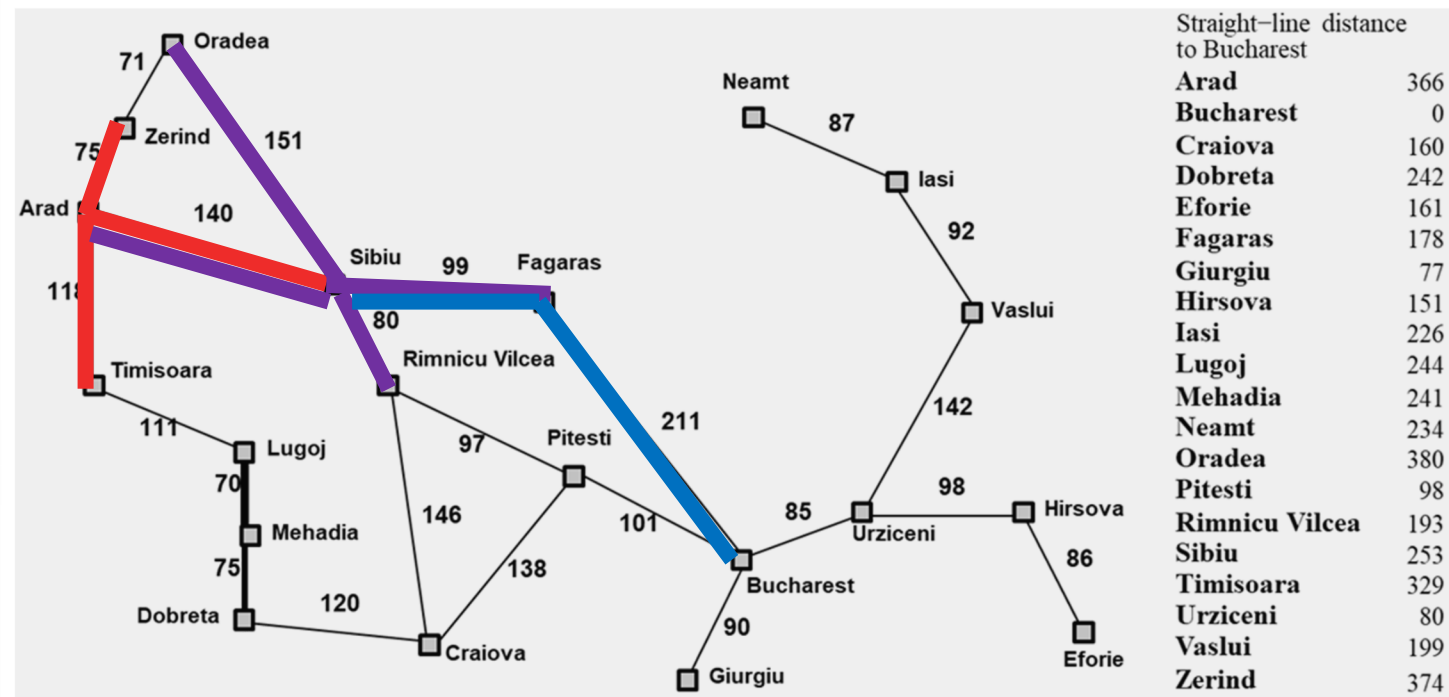 Straight-line distance
to Bucharest
Arad 366
Bucharest 0
Craiova 160
Dobreta 242
Eforie 161
Fagaras 178
Giurgiu 77
Hirsova 151
Iasi 226
Lugoj 244
Mehadia 241
Neamt 234
Oradea 380
Pitesti 98
Rimnicu Vilcea 193
Sibiu 253
Timisoara 329
Urziceni 80
Vaslui 199
Zerind 374
Oradea
71
Zerind
151
75
Arad
140
Sibiu
99
Fagaras
118
80
Timisoara
Rimnicu Vilcea
111
Lugoj
97
Pitesti
211
70
Mehadia
146
101
75
138
Dobreta
120
Craiova
Neamt
87
Iasi
92
Vaslui
142
85
98
Urziceni
Hirsova
86
Bucharest
90
Giurgiu
Eforie